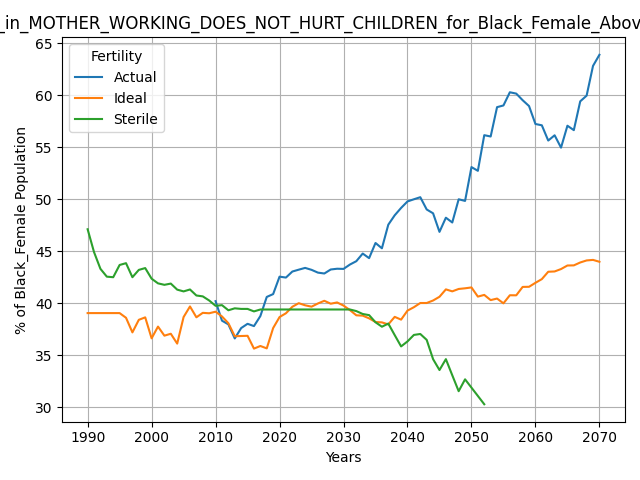 _in_MOTHER_WORKING_DOES_NOT_HURT_CHILDREN_for_Black_Female_Abov
Fertility
Actual
Ideal
Sterile
% of Black_Female Population
65
60
55
50
45
40
35
30
1990 2000 2010 2020 2030 2040 2050 2060 2070
Years